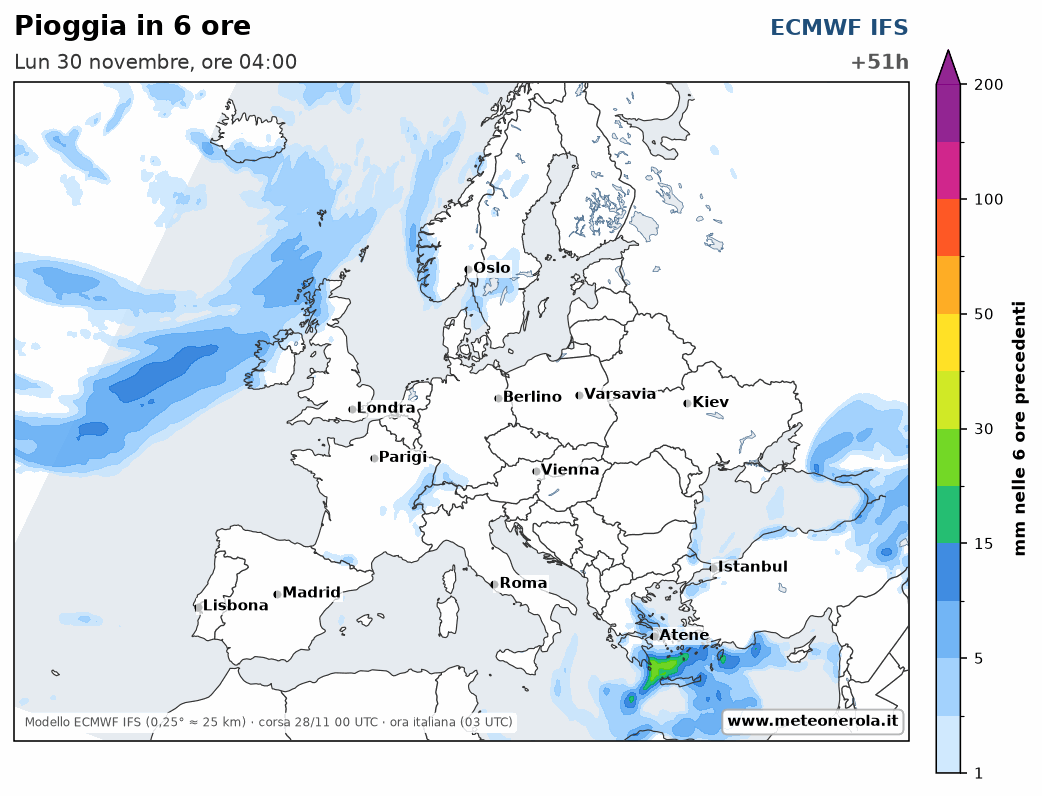 Pioggia in 6 ore
ECMWF IFS
Lun 30 novembre, ore 04:00
+51h
200
100
50
30
15
5
1
mm nelle 6 ore precedenti
Oslo
Berlino
Varsavia
Kiev
Londra
Parigi
Vienna
Istanbul
Roma
Madrid
Lisbona
Atene
Modello ECMWF IFS (0,25° ≈ 25 km) · corsa 28/11 00 UTC · ora italiana (03 UTC)
www.meteonerola.it